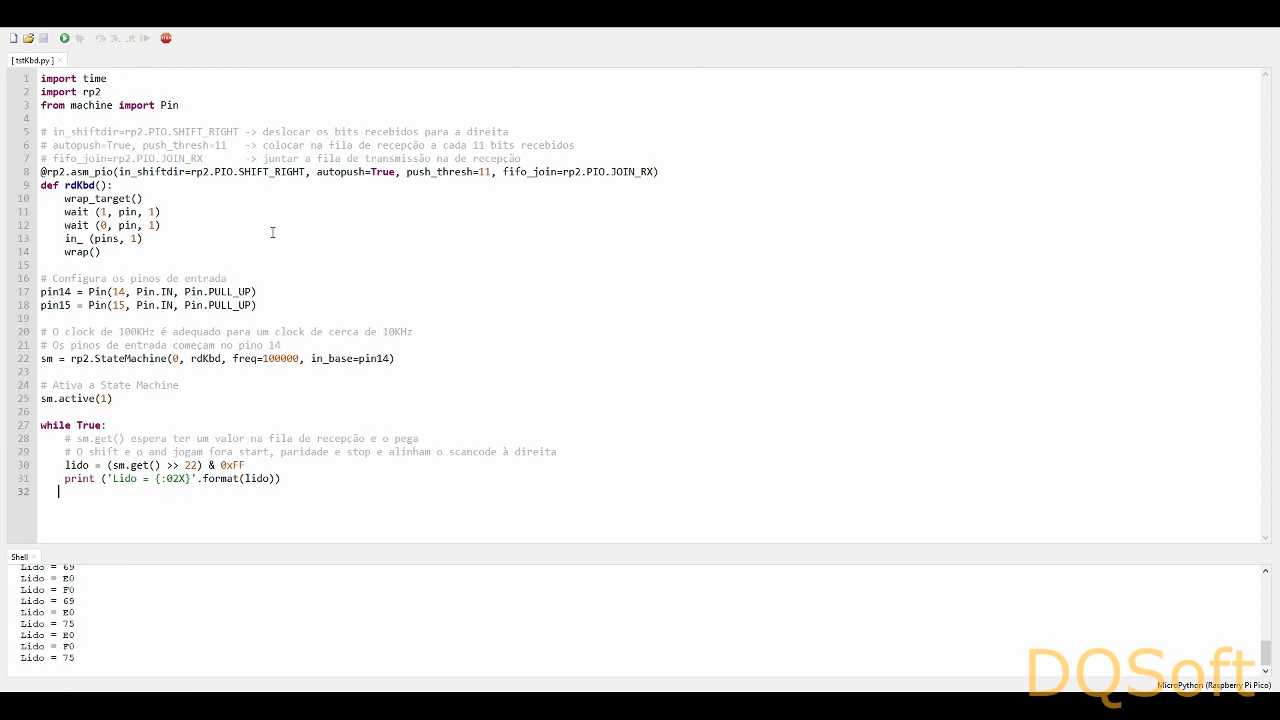 [ tstKbd.py ]
1 import time
2 import rp2
3 from machine import Pin
4
5 # in_shiftdir=rp2.PIO.SHIFT_RIGHT -> deslocar os bits recebidos para a direita
6 # autopush=True, push_thresh=11   -> colocar na fila de recepção a cada 11 bits recebidos
7 # fifo_join=rp2.PIO.JOIN_RX       -> juntar a fila de transmissão na de recepção
8 @rp2.asm_pio(in_shiftdir=rp2.PIO.SHIFT_RIGHT, autopush=True, push_thresh=11, fifo_join=rp2.PIO.JOIN_RX)
9 def rdKbd():
10     wrap_target()
11     wait (1, pin, 1)
12     wait (0, pin, 1)
13     in_ (pins, 1)
14     wrap()
15
16 # Configura os pinos de entrada
17 pin14 = Pin(14, Pin.IN, Pin.PULL_UP)
18 pin15 = Pin(15, Pin.IN, Pin.PULL_UP)
19
20 # O clock de 100KHz é adequado para um clock de cerca de 10KHz
21 # Os pinos de entrada começam no pino 14
22 sm = rp2.StateMachine(0, rdKbd, freq=100000, in_base=pin14)
23
24 # Ativa a State Machine
25 sm.active(1)
26
27 while True:
28     # sm.get() espera ter um valor na fila de recepção e o pega
29     # O shift e o and jogam fora start, paridade e stop e alinham o scancode à direita
30     lido = (sm.get() >> 22) & 0xFF
31     print ('Lido = {:02X}'.format(lido))
32
Shell
Lido = 69
Lido = E0
Lido = F0
Lido = 69
Lido = E0
Lido = 75
Lido = E0
Lido = F0
Lido = 75
DQSoft
MicroPython (Raspberry Pi Pico)